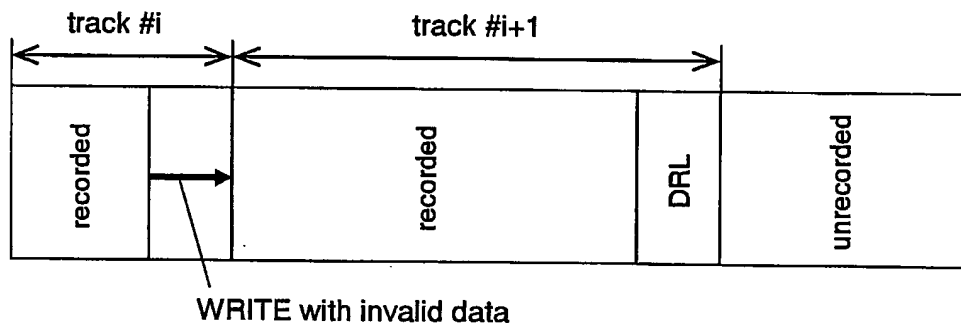 track #i
track #i+1
recorded
recorded
DRL
unrecorded
WRITE with invalid data